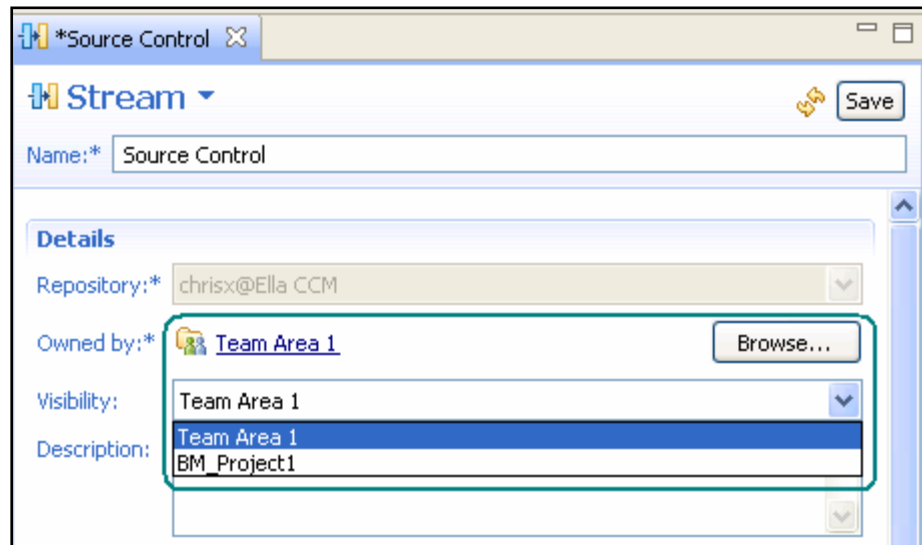 *Source Control
Stream
Save
Name:* Source Control
Details
Repository:* chrisx@Ella CCM
Owned by:* Team Area 1 Browse...
Visibility: Team Area 1
Team Area 1
Description:
BM_Project1